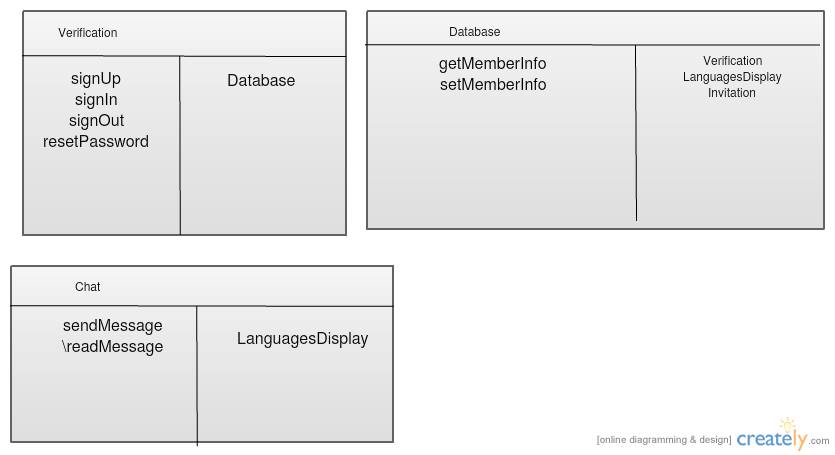 Verification
signUp
signIn
signOut
resetPassword
Database
Database
getMemberInfo
setMemberInfo
Verification
LanguagesDisplay
Invitation
Chat
sendMessage
\readMessage
LanguagesDisplay
[online diagramming & design] creately.com